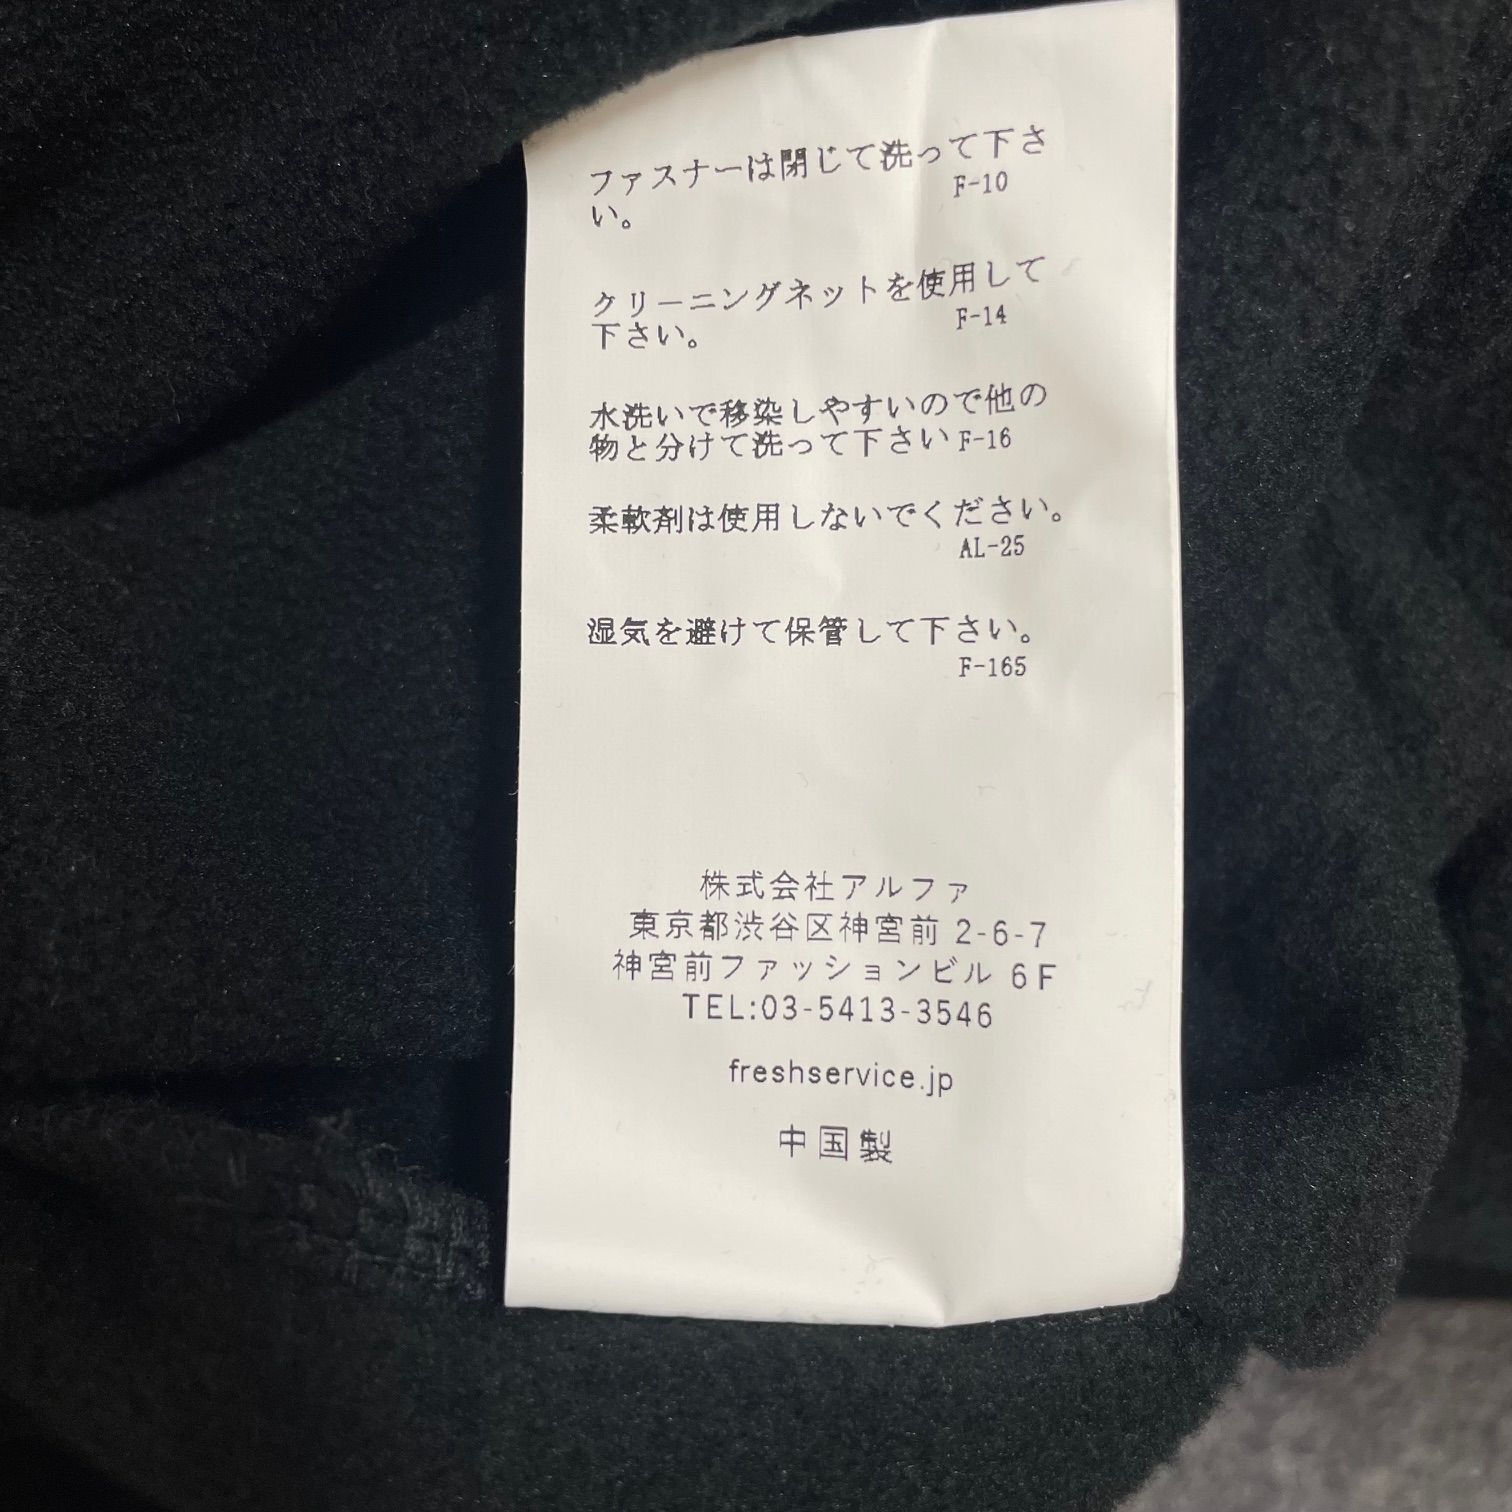 ファスナーは閉じて洗って下さ
い。
F-10
クリーニングネットを使用して
下さい。
F-14
水洗いで移染しやすいので他の
物と分けて洗って下さい F-16
柔軟剤は使用しないでください。
AL-25
湿気を避けて保管して下さい。
F-165
株式会社アルファ
東京都渋谷区神宮前 2-6-7
神宮前ファッションビル 6F
TEL:03-5413-3546
freshservice.jp
中国製